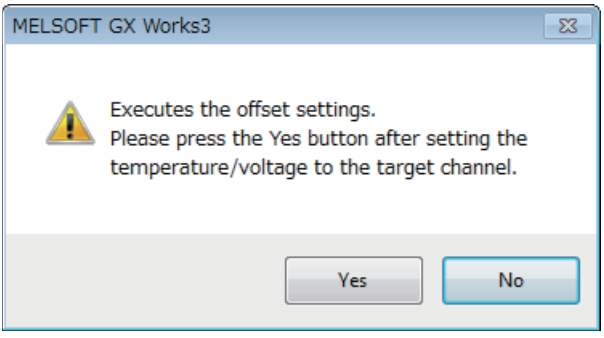 MELSOFT GX Works3
Executes the offset settings.
Please press the Yes button after setting the
temperature/voltage to the target channel.
Yes
No